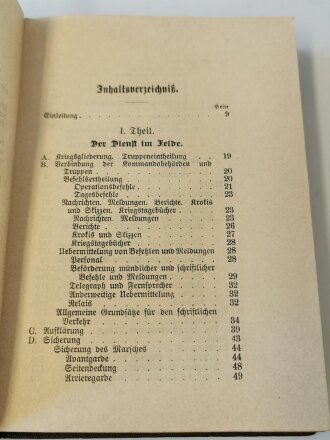 Inhaltsverzeichniß.
Seite
Einleitung 9
I. Theil.
Der Dienst im Felde.
A. Kriegsgliederung, Truppeneintheilung 19
B. Verbindung der Kommandobehörden und
Truppen 20
Befehlsertheilung 20
Operationsbefehle 21
Tagesbefehle 23
Nachrichten, Meldungen, Berichte, Krokis
und Skizzen, Kriegstagebücher 23
Nachrichten, Meldungen 23
Berichte 26
Krokis und Skizzen 27
Kriegstagebücher 28
Uebermittelung von Befehlen und Meldungen 28
Personal 28
Beförderung mündlicher und schriftlicher
Befehle und Meldungen 29
Telegraph und Fernsprecher 32
Anderweitige Uebermittelung 32
Relais 32
Allgemeine Grundsätze für den schriftlichen
Verkehr 34
C. Aufklärung 39
D. Sicherung 43
Sicherung des Marsches 44
Avantgarde 44
Seitendeckung 48
Arrieregarde 49